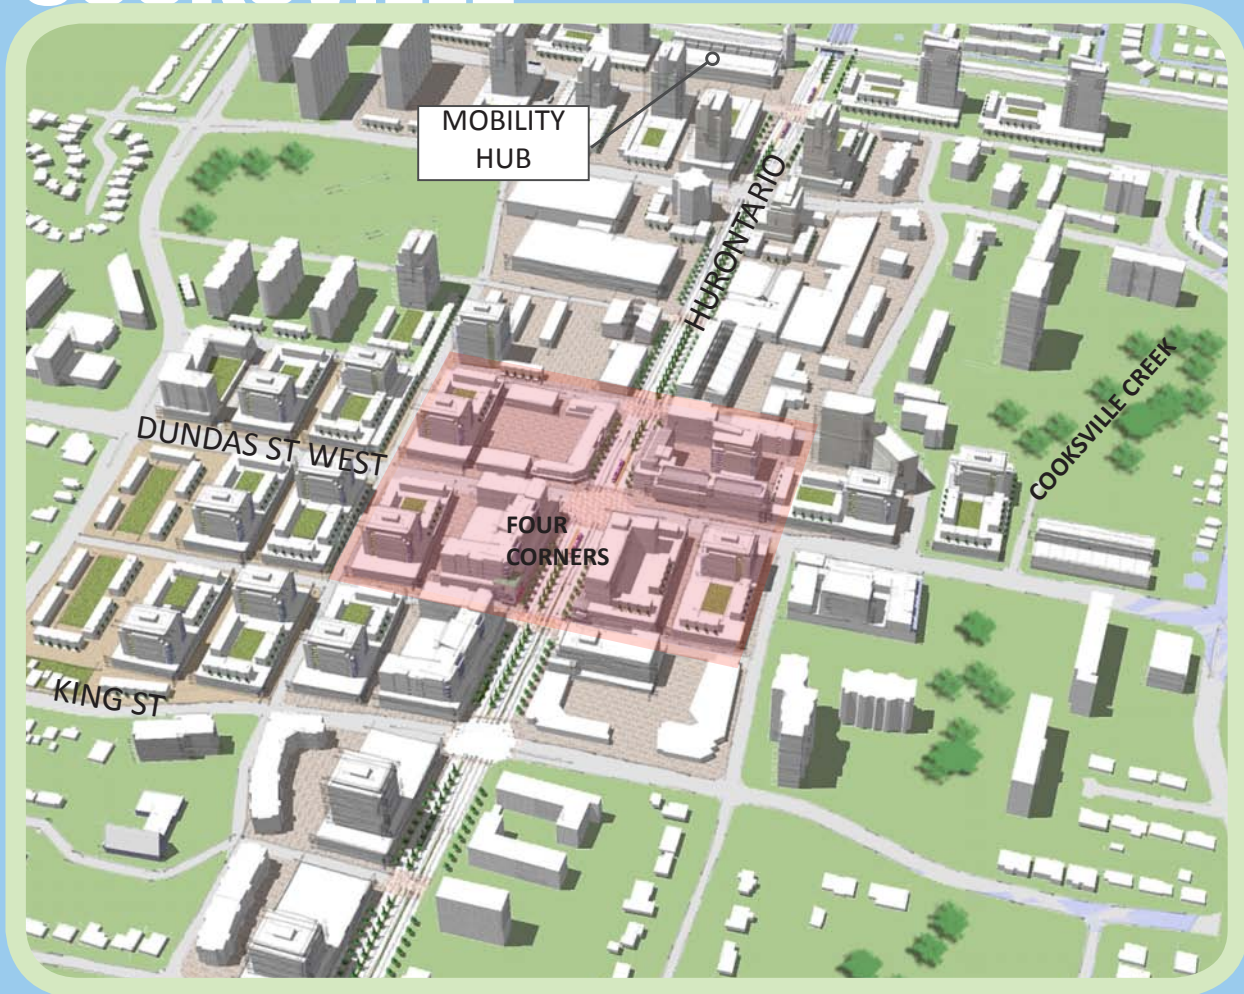 MOBILITY
HUB
HURONTARIO
COOKSVILLE CREEK
DUNDAS ST WEST
FOUR
CORNERS
KING ST